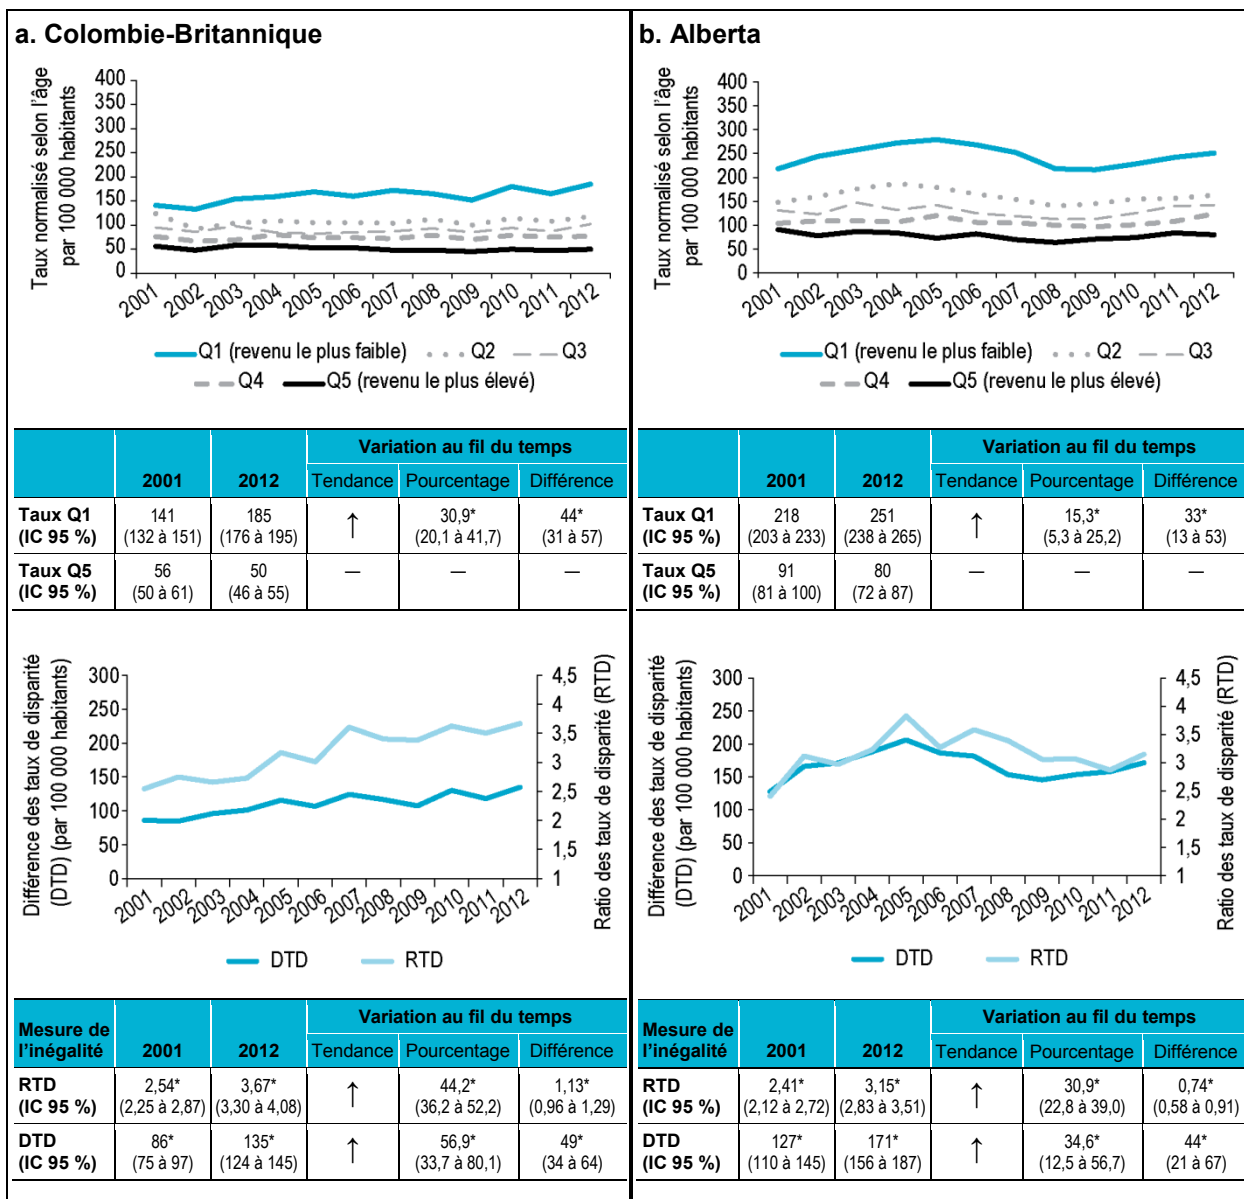 a. Colombie-Britannique
Taux normalisé selon l'âge
par 100 000 habitants
400
350
300
250
200
150
100
50
0
2001 2002 2003 2004 2005 2006 2007 2008 2009 2010 2011 2012
Q1 (revenu le plus faible) Q2 Q3
Q4 Q5 (revenu le plus élevé)
Variation au fil du temps
2001 2012 Tendance Pourcentage Différence
Taux Q1 141 185 ↑ 30,9* 44*
(IC 95 %) (132 à 151) (176 à 195) (20,1 à 41,7) (31 à 57)
Taux Q5 56 50 — — —
(IC 95 %) (50 à 61) (46 à 55)
Différence des taux de disparité
(DTD) (par 100 000 habitants)
300
250
200
150
100
50
0
4,5
4
3,5
3
2,5
2
1,5
1
Ratio des taux de disparité (RTD)
2001 2002 2003 2004 2005 2006 2007 2008 2009 2010 2011 2012
DTD RTD
Variation au fil du temps
Mesure de
l'inégalité 2001 2012 Tendance Pourcentage Différence
RTD 2,54* 3,67* ↑ 44,2* 1,13*
(IC 95 %) (2,25 à 2,87) (3,30 à 4,08) (36,2 à 52,2) (0,96 à 1,29)
DTD 86* 135* ↑ 56,9* 49*
(IC 95 %) (75 à 97) (124 à 145) (33,7 à 80,1) (34 à 64)
b. Alberta
Taux normalisé selon l'âge
par 100 000 habitants
400
350
300
250
200
150
100
50
0
2001 2002 2003 2004 2005 2006 2007 2008 2009 2010 2011 2012
Q1 (revenu le plus faible) Q2 Q3
Q4 Q5 (revenu le plus élevé)
Variation au fil du temps
2001 2012 Tendance Pourcentage Différence
Taux Q1 218 251 ↑ 15,3* 33*
(IC 95 %) (203 à 233) (238 à 265) (5,3 à 25,2) (13 à 53)
Taux Q5 91 80 — — —
(IC 95 %) (81 à 100) (72 à 87)
Différence des taux de disparité
(DTD) (par 100 000 habitants)
300
250
200
150
100
50
0
4,5
4
3,5
3
2,5
2
1,5
1
Ratio des taux de disparité (RTD)
2001 2002 2003 2004 2005 2006 2007 2008 2009 2010 2011 2012
DTD RTD
Variation au fil du temps
Mesure de
l'inégalité 2001 2012 Tendance Pourcentage Différence
RTD 2,41* 3,15* ↑ 30,9* 0,74*
(IC 95 %) (2,12 à 2,72) (2,83 à 3,51) (22,8 à 39,0) (0,58 à 0,91)
DTD 127* 171* ↑ 34,6* 44*
(IC 95 %) (110 à 145) (156 à 187) (12,5 à 56,7) (21 à 67)